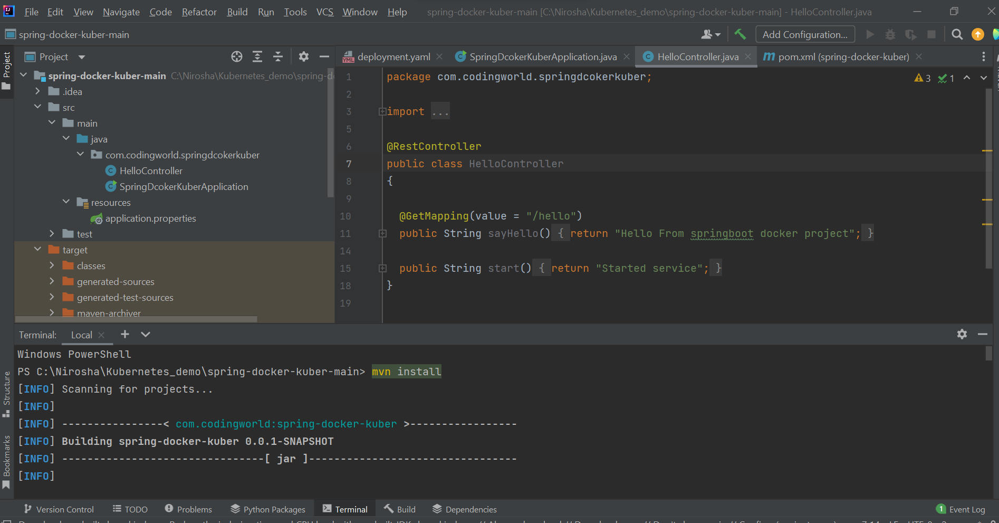 File Edit View Navigate Code Refactor Build Run Tools VCS Window Help spring-docker-kuber-main [C:\Nirosha\Kubernetes_demo\spring-docker-kuber-main] - HelloController.java
spring-docker-kuber-main
Add Configuration...
Project
Project
deployment.yaml
SpringDcokerKuberApplication.java
HelloController.java
pom.xml (spring-docker-kuber)
spring-docker-kuber-main C:\Nirosha\Kubernetes_demo\spring-d
.idea
src
main
java
com.codingworld.springdcokerkuber
HelloController
SpringDcokerKuberApplication
resources
application.properties
test
target
classes
generated-sources
generated-test-sources
maven-archiver
3 1
1 package com.codingworld.springdcokerkuber;
2
3 import ...
5
6 @RestController
7 public class HelloController
8 {
9
10 @GetMapping(value = "/hello")
11 public String sayHello() { return "Hello From springboot docker project"; }
14
15 public String start() { return "Started service"; }
18 }
19
Terminal: Local
Windows PowerShell
PS C:\Nirosha\Kubernetes_demo\spring-docker-kuber-main> mvn install
[INFO] Scanning for projects...
[INFO]
[INFO] ----------------< com.codingworld:spring-docker-kuber >-----------------
[INFO] Building spring-docker-kuber 0.0.1-SNAPSHOT
[INFO] --------------------------------[ jar ]---------------------------------
[INFO]
Structure
Bookmarks
Version Control TODO Problems Python Packages Terminal Build Dependencies 1 Event Log